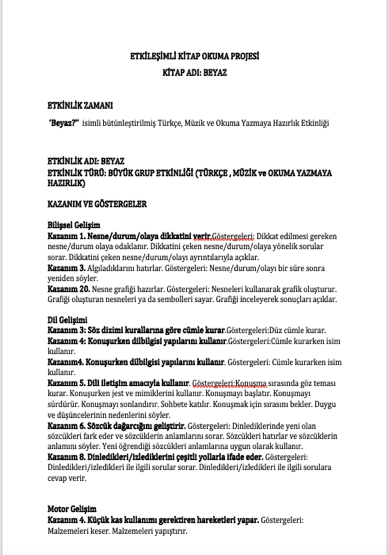 ETKİLEŞİMLİ KİTAP OKUMA PROJESİ
KİTAP ADI: BEYAZ
ETKİNLİK ZAMANI
"Beyaz?" isimli bütünleştirilmiş Türkçe, Müzik ve Okuma Yazmaya Hazırlık Etkinliği
ETKİNLİK ADI: BEYAZ
ETKİNLİK TÜRÜ: BÜYÜK GRUP ETKİNLİĞİ (TÜRKÇE , MÜZİK ve OKUMA YAZMAYA
HAZIRLIK)
KAZANIM VE GÖSTERGELER
Bilişsel Gelişim
Kazanım 1. Nesne/durum/olaya dikkatini verir.Göstergeleri: Dikkat edilmesi gereken
nesne/durum olaya odaklanır. Dikkatini çeken nesne/durum/olaya yönelik sorular
sorar. Dikkatini çeken nesne/durum/olayı ayrıntılarıyla açıklar.
Kazanım 3. Algıladıklarını hatırlar. Göstergeleri: Nesne/durum/olayı bir süre sonra
yeniden söyler.
Kazanım 20. Nesne grafiği hazırlar. Göstergeleri: Nesneleri kullanarak grafik oluşturur.
Grafiği oluşturan nesneleri ya da sembolleri sayar. Grafiği inceleyerek sonuçları açıklar.
Dil Gelişimi
Kazanım 3: Söz dizimi kurallarına göre cümle kurar.Göstergeleri:Düz cümle kurar.
Kazanım 4: Konuşurken dilbilgisi yapılarını kullanır.Göstergeleri:Cümle kurarken isim
kullanır.
Kazanım4. Konuşurken dilbilgisi yapılarını kullanır. Göstergeleri: Cümle kurarken isim
kullanır.
Kazanım 5. Dili iletişim amacıyla kullanır. Göstergeleri:Konuşma sırasında göz teması
kurar. Konuşurken jest ve mimiklerini kullanır. Konuşmayı başlatır. Konuşmayı
sürdürür. Konuşmayı sonlandırır. Sohbete katılır. Konuşmak için sırasını bekler. Duygu
ve düşüncelerinin nedenlerini söyler.
Kazanım 6. Sözcük dağarcığını geliştirir. Göstergeleri: Dinlediklerinde yeni olan
sözcükleri fark eder ve sözcüklerin anlamlarını sorar. Sözcükleri hatırlar ve sözcüklerin
anlamını söyler. Yeni öğrendiği sözcükleri anlamlarına uygun olarak kullanır.
Kazanım 8. Dinledikleri/izlediklerini çeşitli yollarla ifade eder. Göstergeleri:
Dinledikleri/izledikleri ile ilgili sorular sorar. Dinledikleri/izledikleri ile ilgili sorulara
cevap verir.
Motor Gelişim
Kazanım 4. Küçük kas kullanımı gerektiren hareketleri yapar. Göstergeleri:
Malzemeleri keser. Malzemeleri yapıştırır.